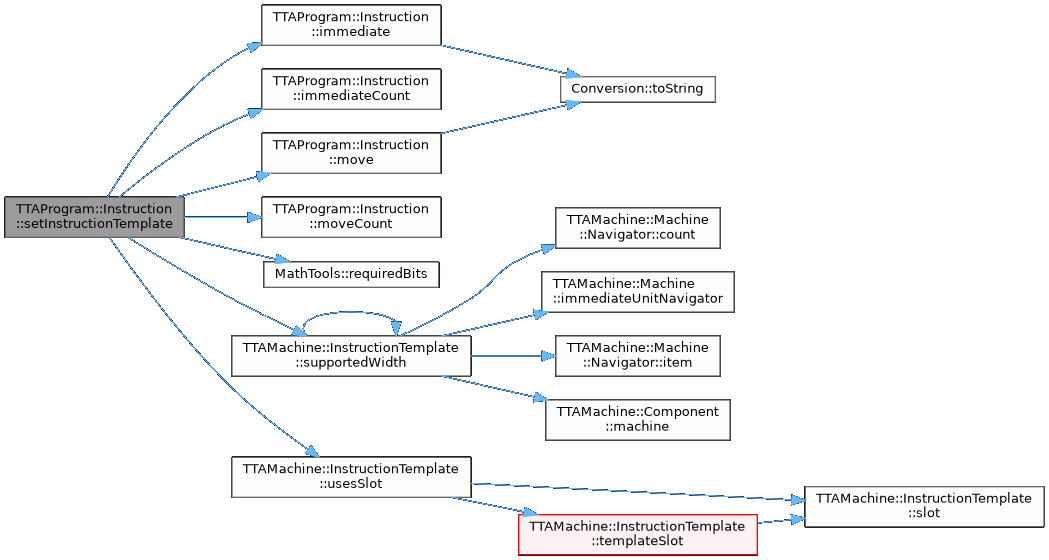 TTAProgram::Instruction
::setInstructionTemplate
TTAProgram::Instruction
::immediate
TTAProgram::Instruction
::immediateCount
TTAProgram::Instruction
::move
TTAProgram::Instruction
::moveCount
MathTools::requiredBits
TTAMachine::InstructionTemplate
::supportedWidth
TTAMachine::InstructionTemplate
::usesSlot
Conversion::toString
TTAMachine::Machine
::Navigator::count
TTAMachine::Machine
::immediateUnitNavigator
TTAMachine::Machine
::Navigator::item
TTAMachine::Component
::machine
TTAMachine::InstructionTemplate
::templateSlot
TTAMachine::InstructionTemplate
::slot